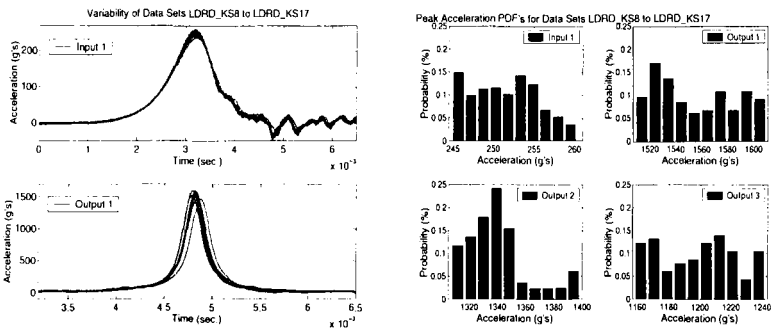 Variability of Data Sets LDRD_KS8 to LDRD_KS17
Acceleration (g's)
200
100
0
Input 1
0 1 2 3 4 5 6
Time (sec.)
x 10⁻³
Acceleration (g's)
1500
1000
500
0
Output 1
3.5 4 4.5 5 5.5 6 6.5
Time (sec.)
x 10⁻³
Peak Acceleration PDF's for Data Sets LDRD_KS8 to LDRD_KS17
Probability (%)
0.25
0.2
0.15
0.1
0.05
0
Input 1
245 250 255 260
Acceleration (g's)
Probability (%)
0.25
0.2
0.15
0.1
0.05
0
Output 1
1520 1540 1560 1580 1600
Acceleration (g's)
Probability (%)
0.25
0.2
0.15
0.1
0.05
0
Output 2
1320 1340 1360 1380 1400
Acceleration (g's)
Probability (%)
0.25
0.2
0.15
0.1
0.05
0
Output 3
1160 1180 1200 1220 1240
Acceleration (g's)